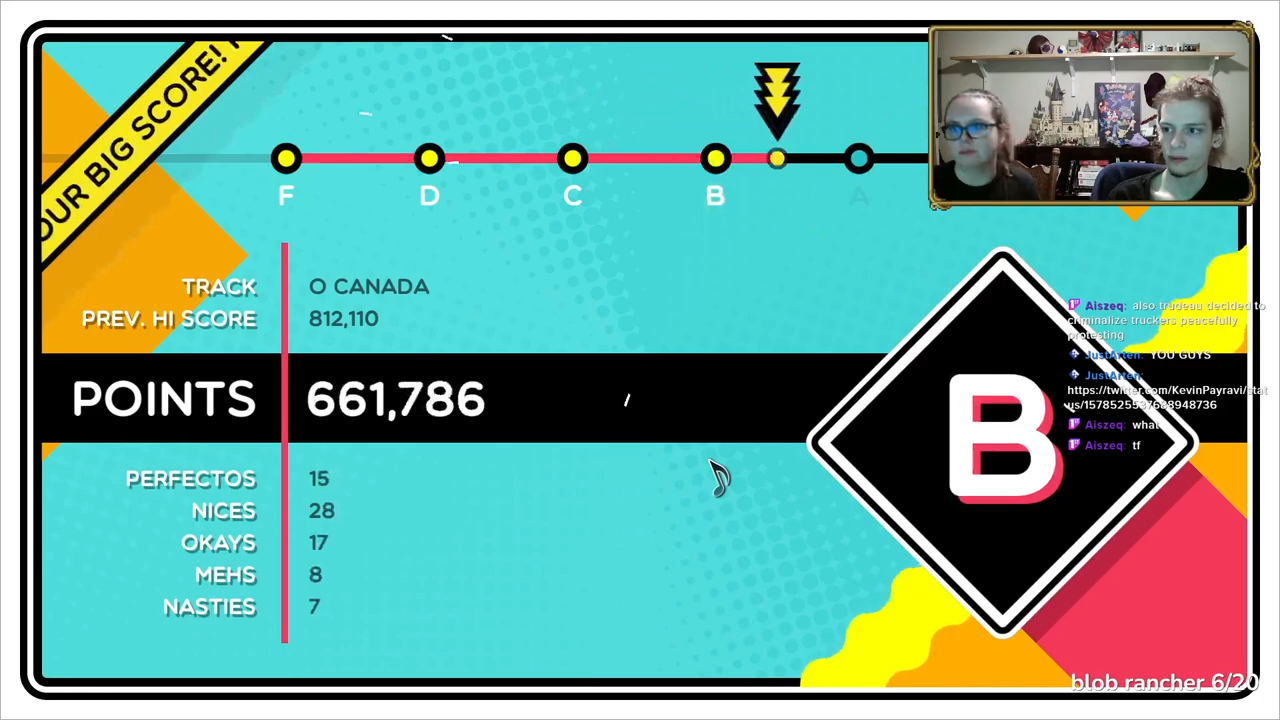 OUR BIG SCORE!
F
D
C
B
A
TRACK O CANADA
PREV. HI SCORE 812,110
POINTS 661,786
PERFECTOS 15
NICES 28
OKAYS 17
MEHS 8
NASTIES 7
B
Aiszeq: also trudeau decided to
criminalize truckers peacefully
protesting
JustArten: YOU GUYS
JustArten:
https://twitter.com/KevinPayravi/stat
us/1578525537688948736
Aiszeq: what
Aiszeq: tf
blob rancher 6/20